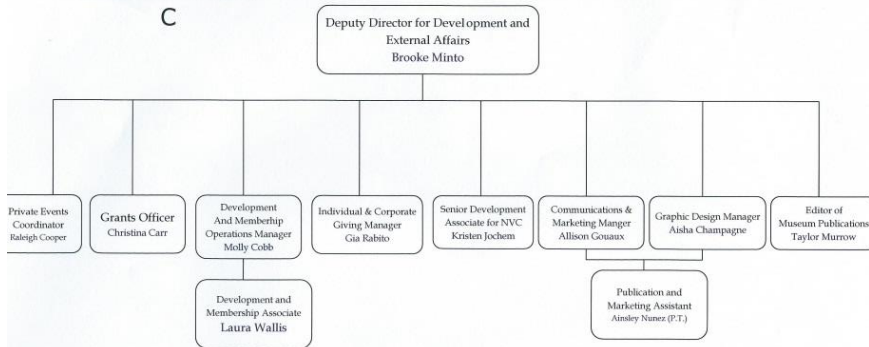 C
Deputy Director for Development and
External Affairs
Brooke Minto
Private Events
Coordinator
Raleigh Cooper
Grants Officer
Christina Carr
Development
And Memberhip
Operations Manager
Molly Cobb
Individual & Corporate
Giving Manager
Gia Rabito
Senior Development
Associate for NVC
Kristen Jochem
Communications &
Marketing Manger
Allison Gouaux
Graphic Design Manager
Aisha Champagne
Editor of
Museum Publications
Taylor Murrow
Development and
Membership Associate
Laura Wallis
Publication and
Marketing Assistant
Ainsley Nunez (P.T.)